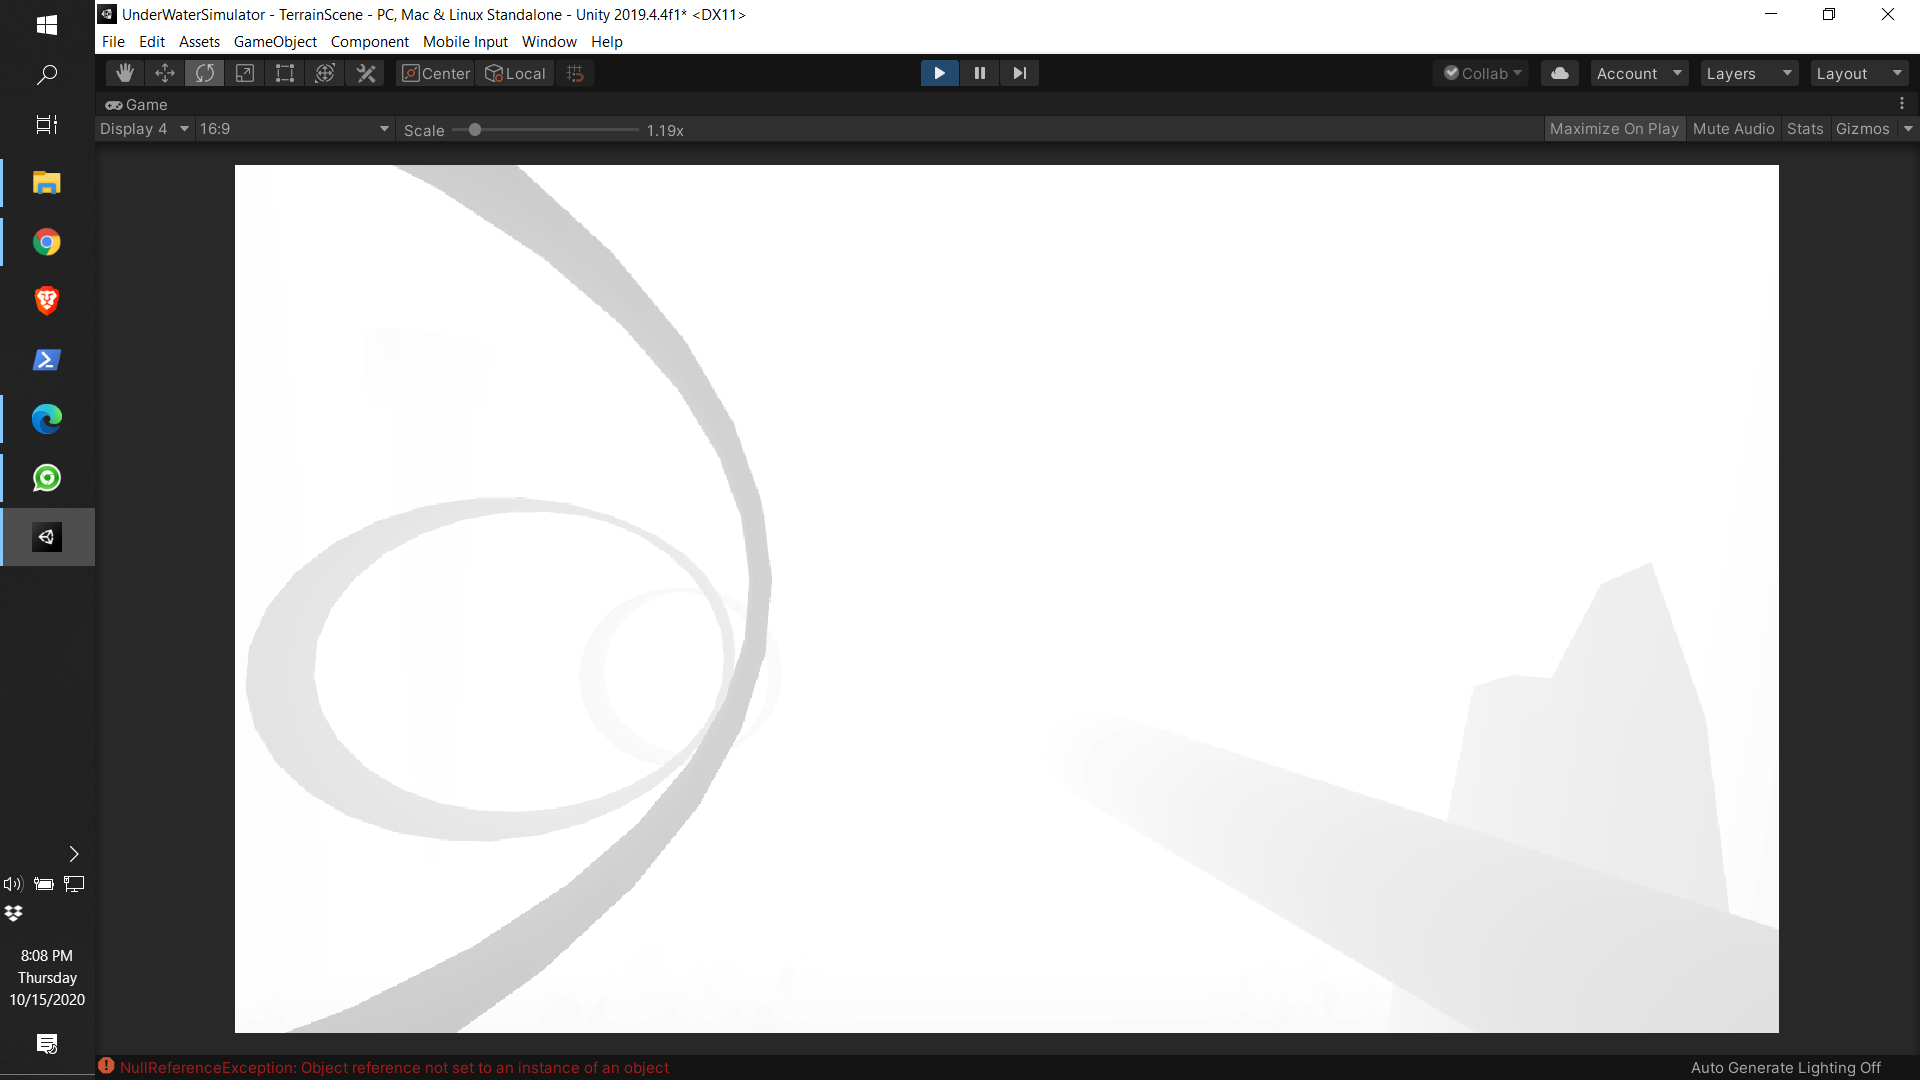 UnderWaterSimulator - TerrainScene - PC, Mac & Linux Standalone - Unity 2019.4.4f1* <DX11>
File Edit Assets GameObject Component Mobile Input Window Help
Center Local Collab Account Layers Layout
Game
Display 4 16:9 Scale 1.19x Maximize On Play Mute Audio Stats Gizmos
8:08 PM
Thursday
10/15/2020
NullReferenceException: Object reference not set to an instance of an object
Auto Generate Lighting Off